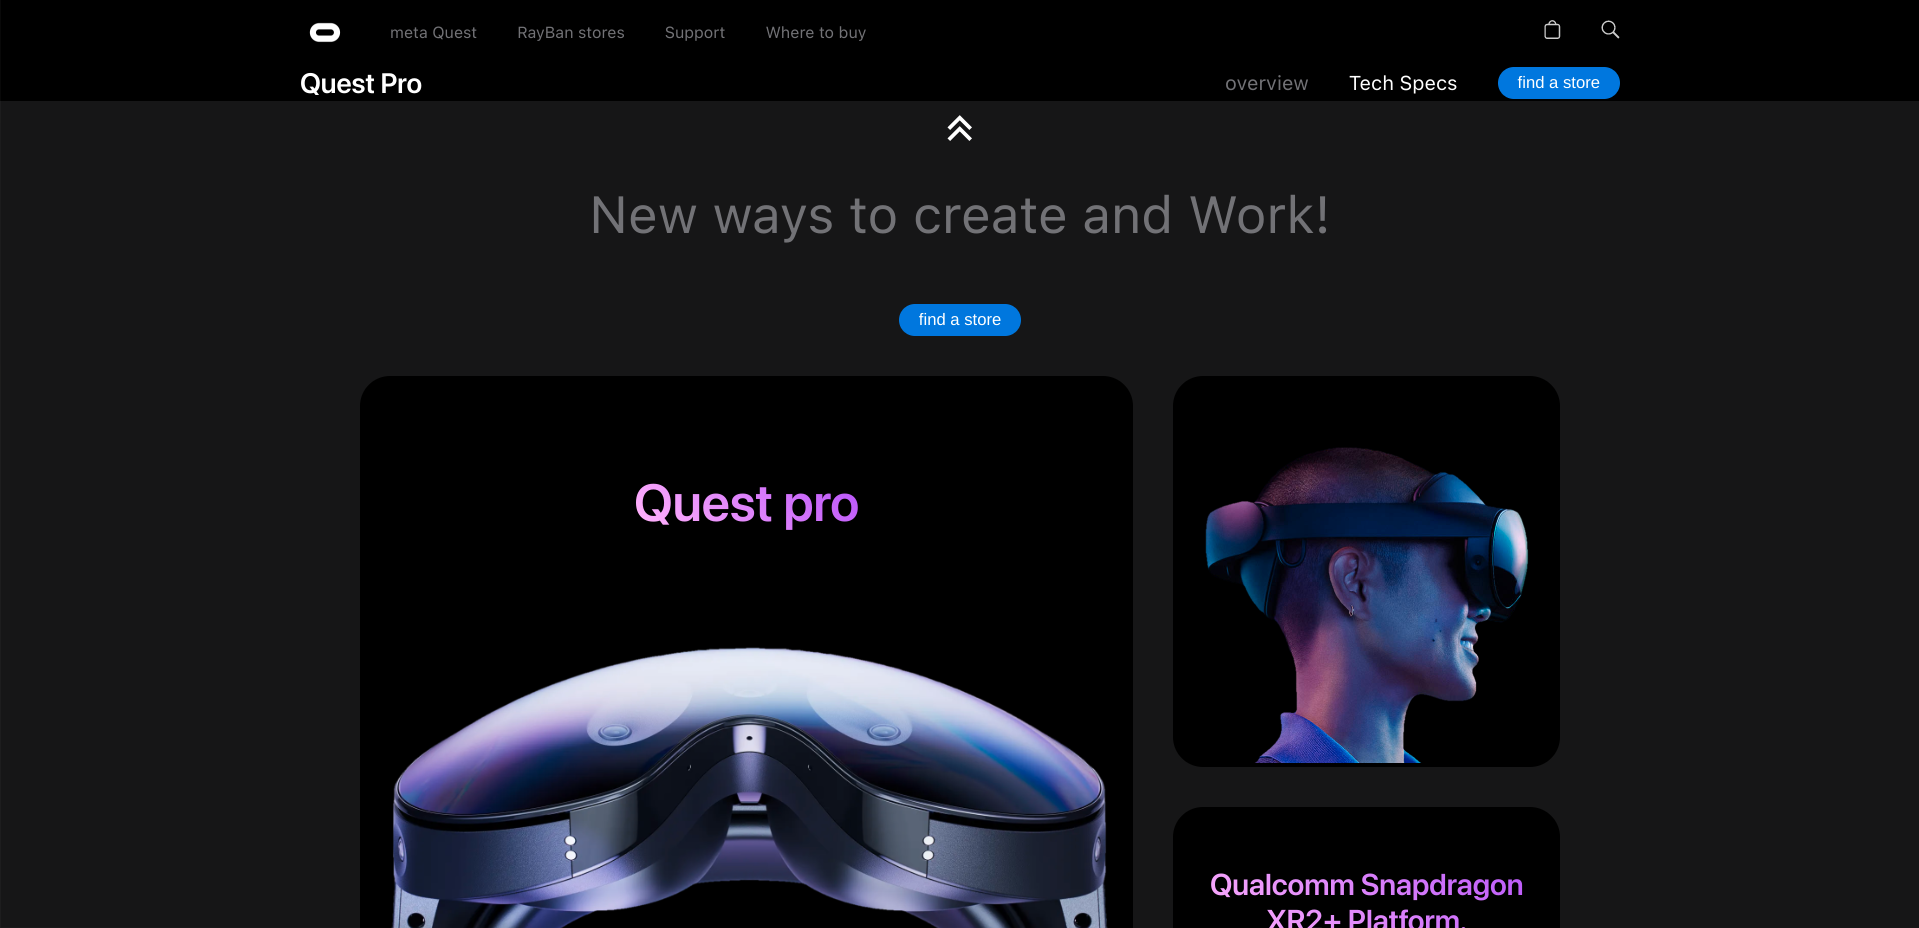 meta Quest
RayBan stores
Support
Where to buy
Quest Pro
overview
Tech Specs
find a store
New ways to create and Work!
find a store
Quest pro
Qualcomm Snapdragon
XR2+ Platform.